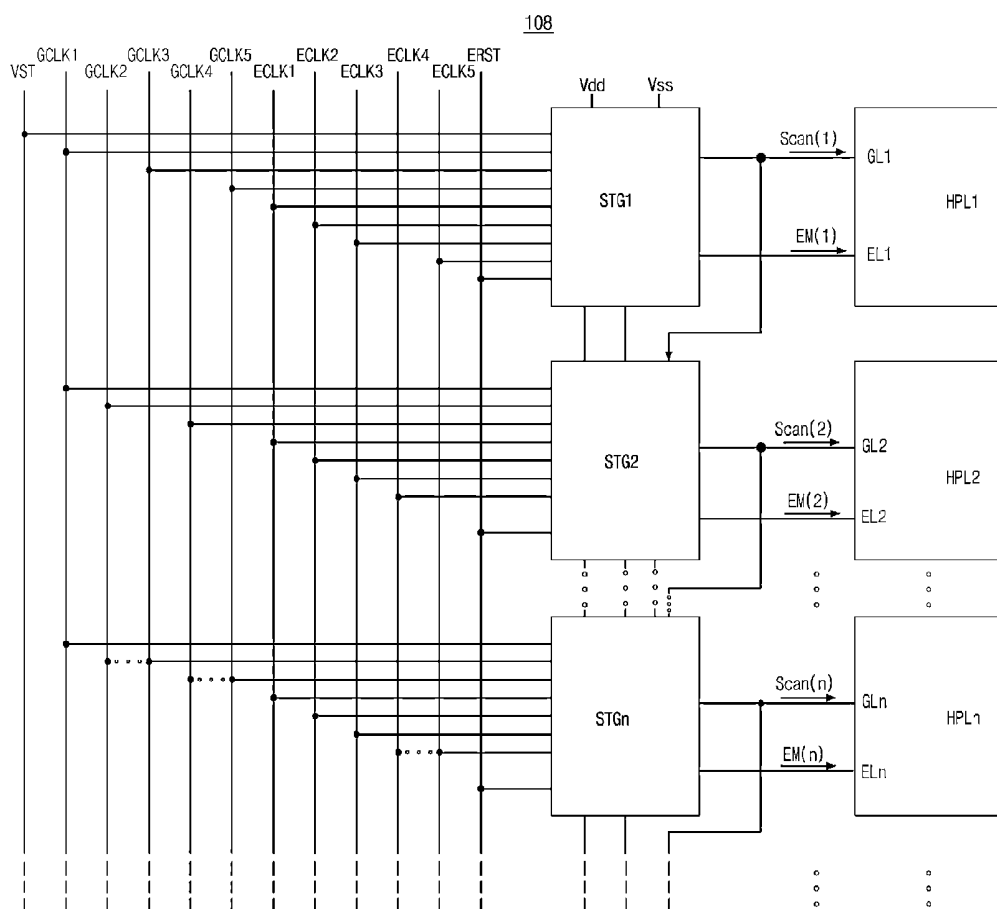 108
VST GCLK1 GCLK2 GCLK3 GCLK4 GCLK5 ECLK1 ECLK2 ECLK3 ECLK4 ECLK5 ERST
Vdd Vss
STG1
Scan(1)
GL1
HPL1
EM(1)
EL1
STG2
Scan(2)
GL2
HPL2
EM(2)
EL2
STGn
Scan(n)
GLn
HPLn
EM(n)
ELn